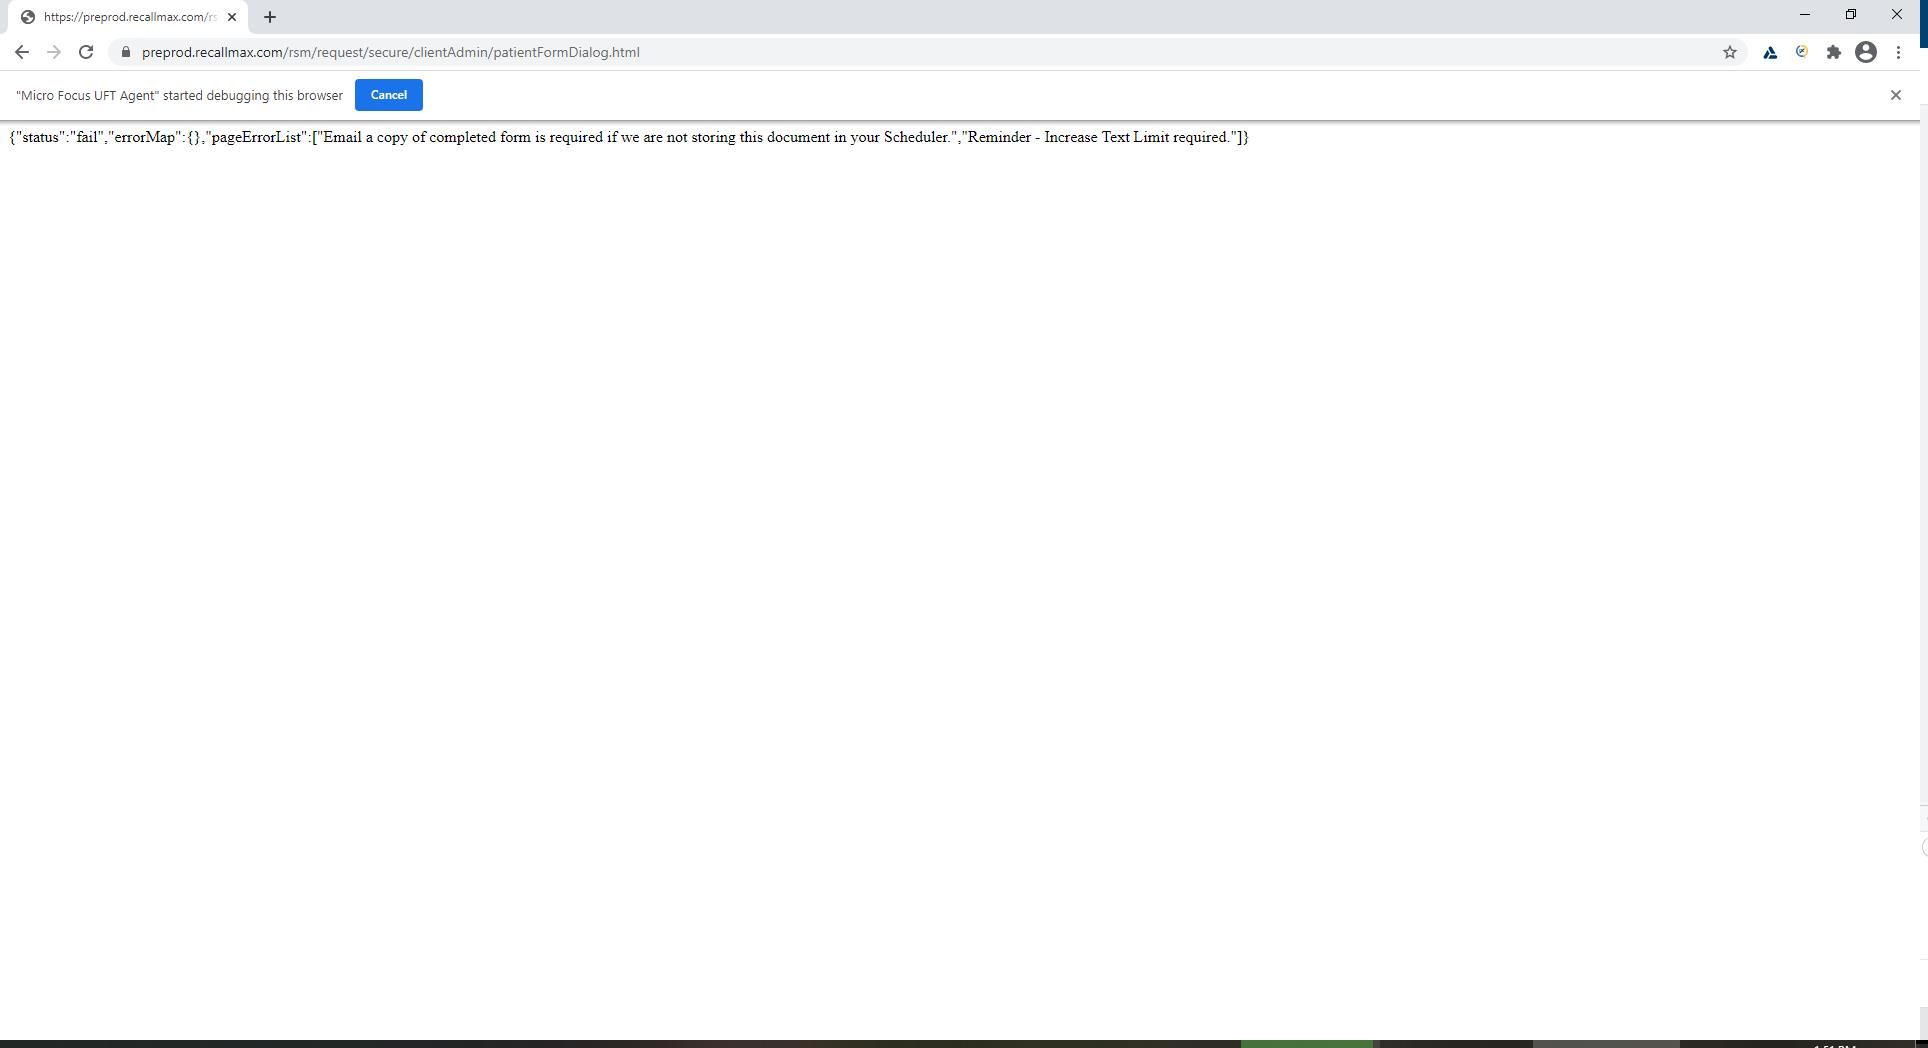 https://preprod.recallmax.com/rs
preprod.recallmax.com/rsm/request/secure/clientAdmin/patientFormDialog.html
"Micro Focus UFT Agent" started debugging this browser Cancel
{"status":"fail","errorMap":{},"pageErrorList":["Email a copy of completed form is required if we are not storing this document in your Scheduler.","Reminder - Increase Text Limit required."]}